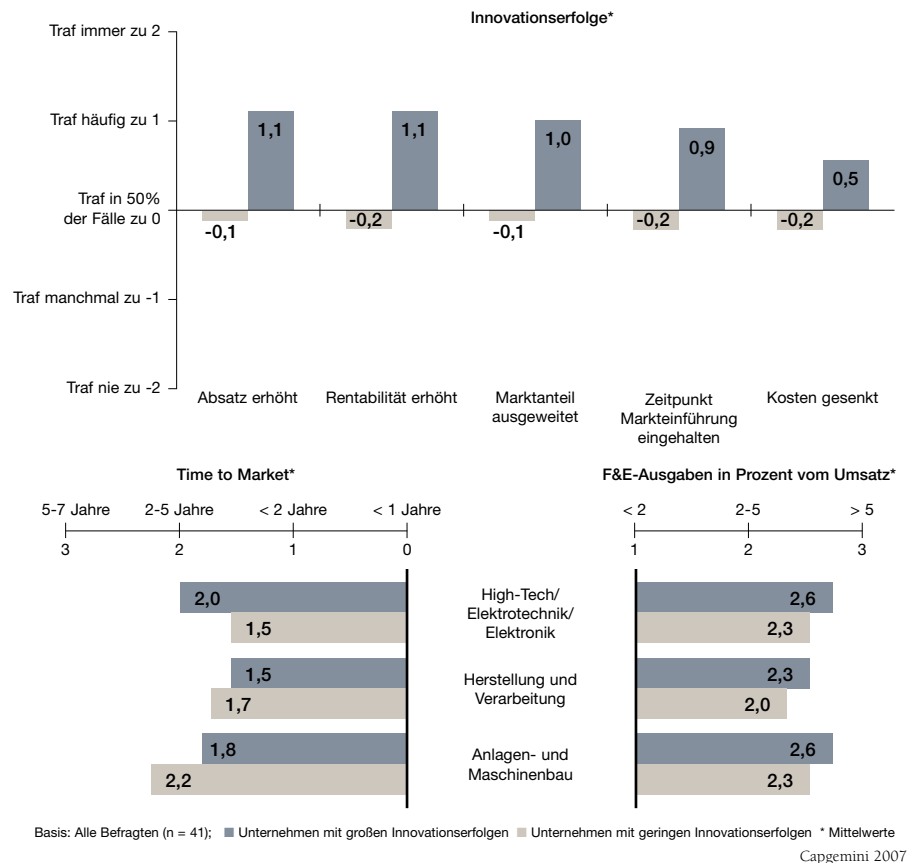 Innovationserfolge*
Traf immer zu 2
Traf häufig zu 1
Traf in 50%
der Fälle zu 0
Traf manchmal zu -1
Traf nie zu -2
-0,1
1,1
-0,2
1,1
-0,1
1,0
-0,2
0,9
-0,2
0,5
Absatz erhöht
Rentabilität erhöht
Marktanteil
ausgeweitet
Zeitpunkt
Markteinführung
eingehalten
Kosten gesenkt
Time to Market*
5-7 Jahre 2-5 Jahre < 2 Jahre < 1 Jahre
3 2 1 0
F&E-Ausgaben in Prozent vom Umsatz*
< 2 2-5 > 5
1 2 3
2,0
1,5
High-Tech/
Elektrotechnik/
Elektronik
2,6
2,3
1,5
1,7
Herstellung und
Verarbeitung
2,3
2,0
1,8
2,2
Anlagen- und
Maschinenbau
2,6
2,3
Basis: Alle Befragten (n = 41); Unternehmen mit großen Innovationserfolgen Unternehmen mit geringen Innovationserfolgen * Mittelwerte
Capgemini 2007